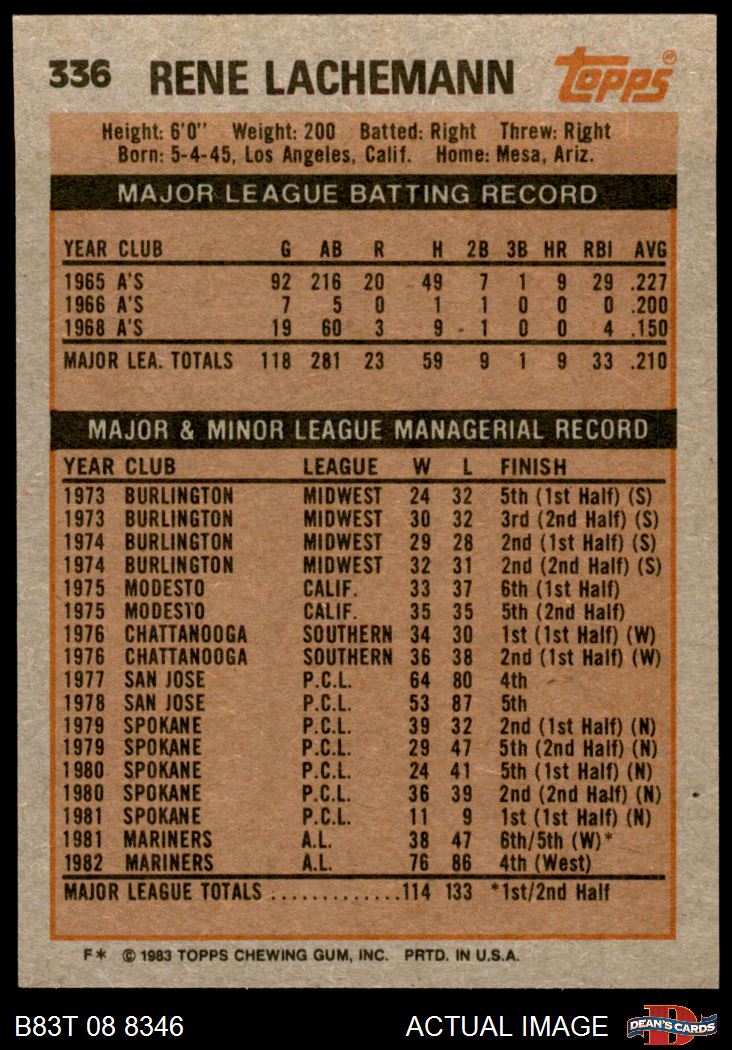 336 RENE LACHEMANN Topps®
Height: 6'0" Weight: 200 Batted: Right Threw: Right
Born: 5-4-45, Los Angeles, Calif. Home: Mesa, Ariz.
MAJOR LEAGUE BATTING RECORD
YEAR CLUB G AB R H 2B 3B HR RBI AVG
1965 A'S 92 216 20 49 7 1 9 29 .227
1966 A'S 7 5 0 1 1 0 0 0 .200
1968 A'S 19 60 3 9 1 0 0 4 .150
MAJOR LEA. TOTALS 118 281 23 59 9 1 9 33 .210
MAJOR & MINOR LEAGUE MANAGERIAL RECORD
YEAR CLUB LEAGUE W L FINISH
1973 BURLINGTON MIDWEST 24 32 5th (1st Half) (S)
1973 BURLINGTON MIDWEST 30 32 3rd (2nd Half) (S)
1974 BURLINGTON MIDWEST 29 28 2nd (1st Half) (S)
1974 BURLINGTON MIDWEST 32 31 2nd (2nd Half) (S)
1975 MODESTO CALIF. 33 37 6th (1st Half)
1975 MODESTO CALIF. 35 35 5th (2nd Half)
1976 CHATTANOOGA SOUTHERN 34 30 1st (1st Half) (W)
1976 CHATTANOOGA SOUTHERN 36 38 2nd (1st Half) (W)
1977 SAN JOSE P.C.L. 64 80 4th
1978 SAN JOSE P.C.L. 53 87 5th
1979 SPOKANE P.C.L. 39 32 2nd (1st Half) (N)
1979 SPOKANE P.C.L. 29 47 5th (2nd Half) (N)
1980 SPOKANE P.C.L. 24 41 5th (1st Half) (N)
1980 SPOKANE P.C.L. 36 39 2nd (2nd Half) (N)
1981 SPOKANE P.C.L. 11 9 1st (1st Half) (N)
1981 MARINERS A.L. 38 47 6th/5th (W)*
1982 MARINERS A.L. 76 86 4th (West)
MAJOR LEAGUE TOTALS .............114 133 *1st/2nd Half
F* © 1983 TOPPS CHEWING GUM, INC. PRTD. IN U.S.A.
B83T 08 8346 ACTUAL IMAGE D DEAN'S CARDS